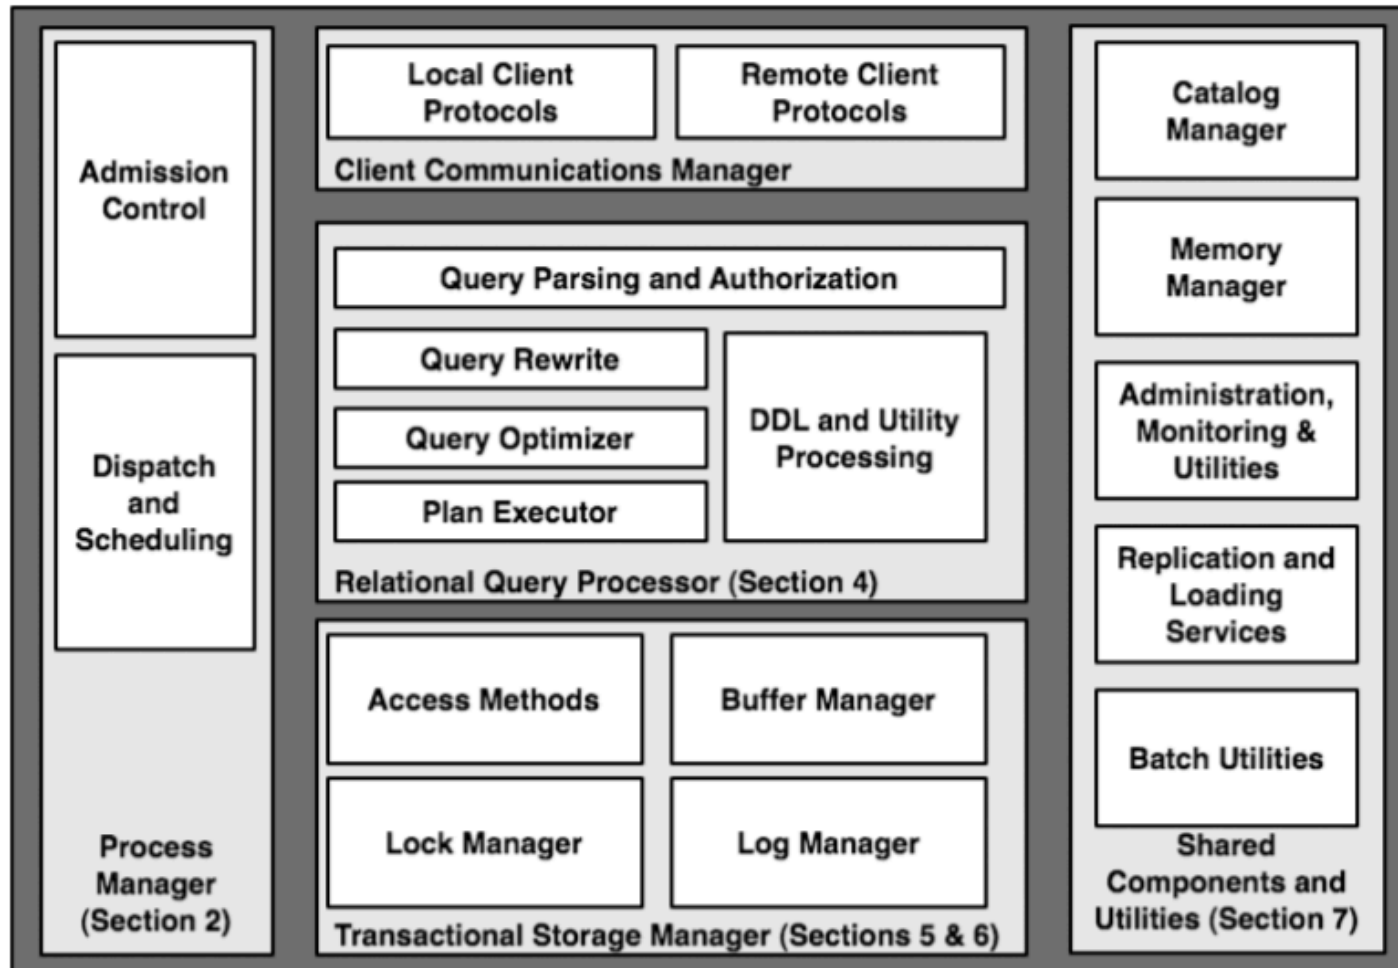 Admission
Control
Dispatch
and
Scheduling
Process
Manager
(Section 2)
Local Client
Protocols
Remote Client
Protocols
Client Communications Manager
Query Parsing and Authorization
Query Rewrite
Query Optimizer
Plan Executor
DDL and Utility
Processing
Relational Query Processor (Section 4)
Access Methods
Buffer Manager
Lock Manager
Log Manager
Transactional Storage Manager (Sections 5 & 6)
Catalog
Manager
Memory
Manager
Administration,
Monitoring &
Utilities
Replication and
Loading
Services
Batch Utilities
Shared
Components and
Utilities (Section 7)